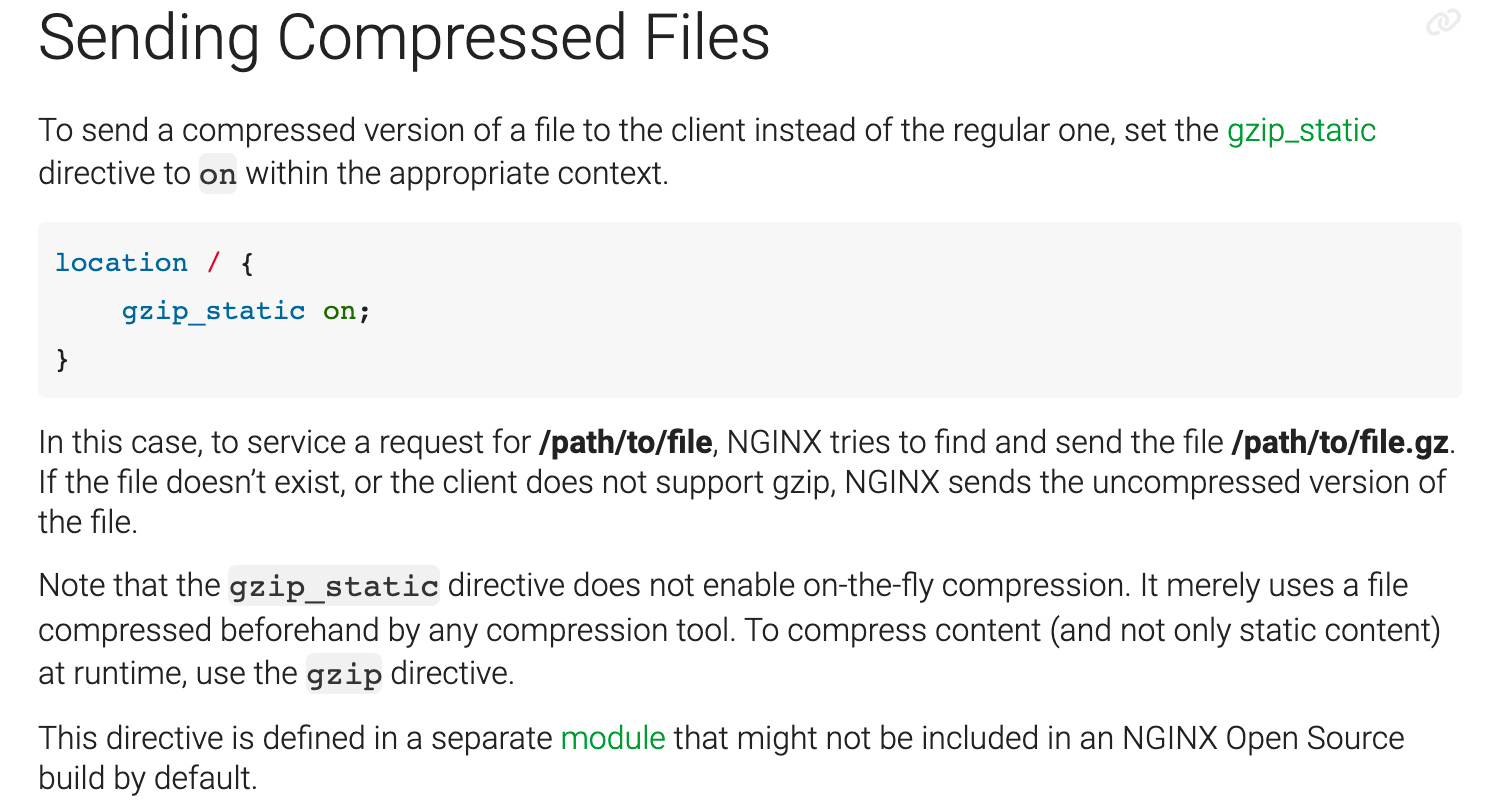 Sending Compressed Files
To send a compressed version of a file to the client instead of the regular one, set the gzip_static
directive to on within the appropriate context.
location / {
    gzip_static on;
}
In this case, to service a request for /path/to/file, NGINX tries to find and send the file /path/to/file.gz.
If the file doesn’t exist, or the client does not support gzip, NGINX sends the uncompressed version of
the file.
Note that the gzip_static directive does not enable on-the-fly compression. It merely uses a file
compressed beforehand by any compression tool. To compress content (and not only static content)
at runtime, use the gzip directive.
This directive is defined in a separate module that might not be included in an NGINX Open Source
build by default.